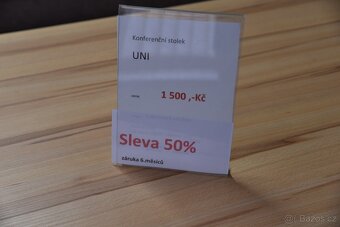 Konferenční stolek
UNI
1 500 ,-Kč
Sleva 50%
záruka 6.měsíců
© Bazos.cz